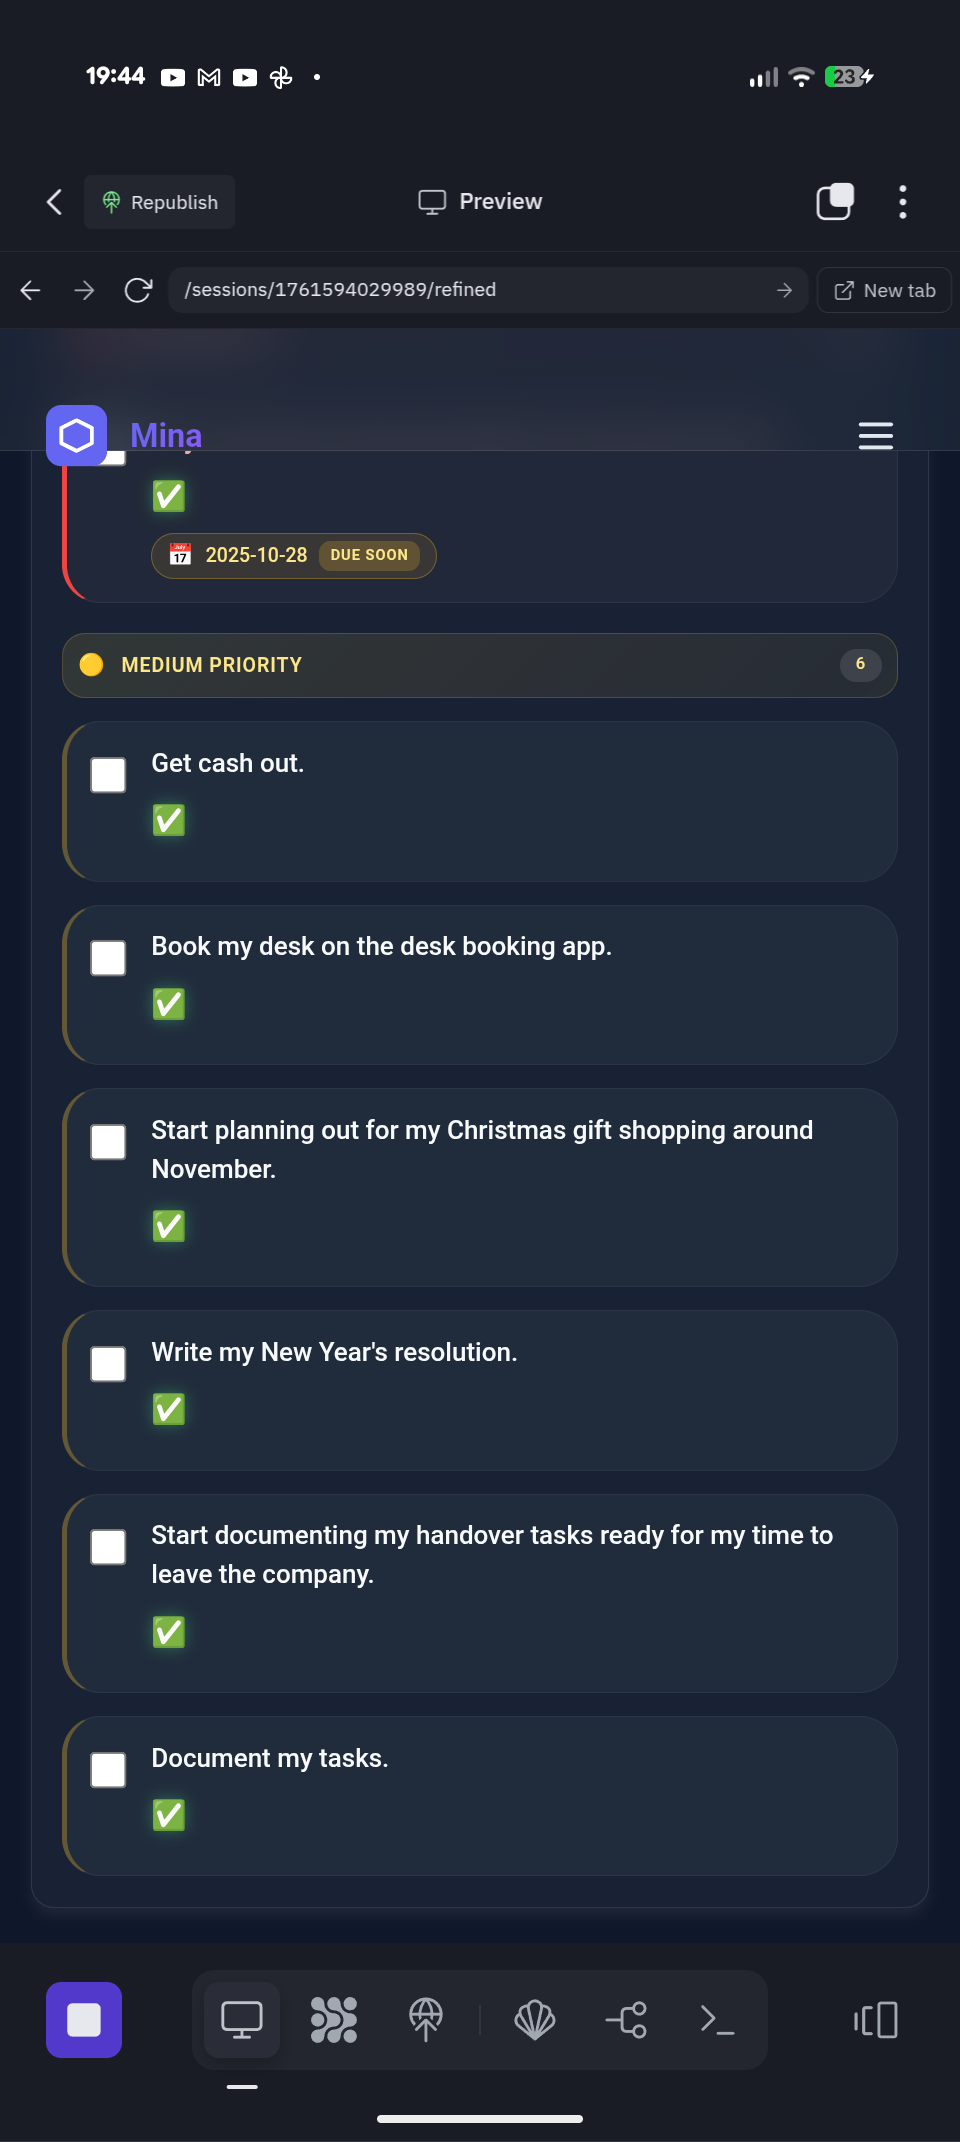 19:44
23
Republish
Preview
/sessions/1761594029989/refined
New tab
Mina
2025-10-28 DUE SOON
MEDIUM PRIORITY
6
Get cash out.
Book my desk on the desk booking app.
Start planning out for my Christmas gift shopping around
November.
Write my New Year's resolution.
Start documenting my handover tasks ready for my time to
leave the company.
Document my tasks.